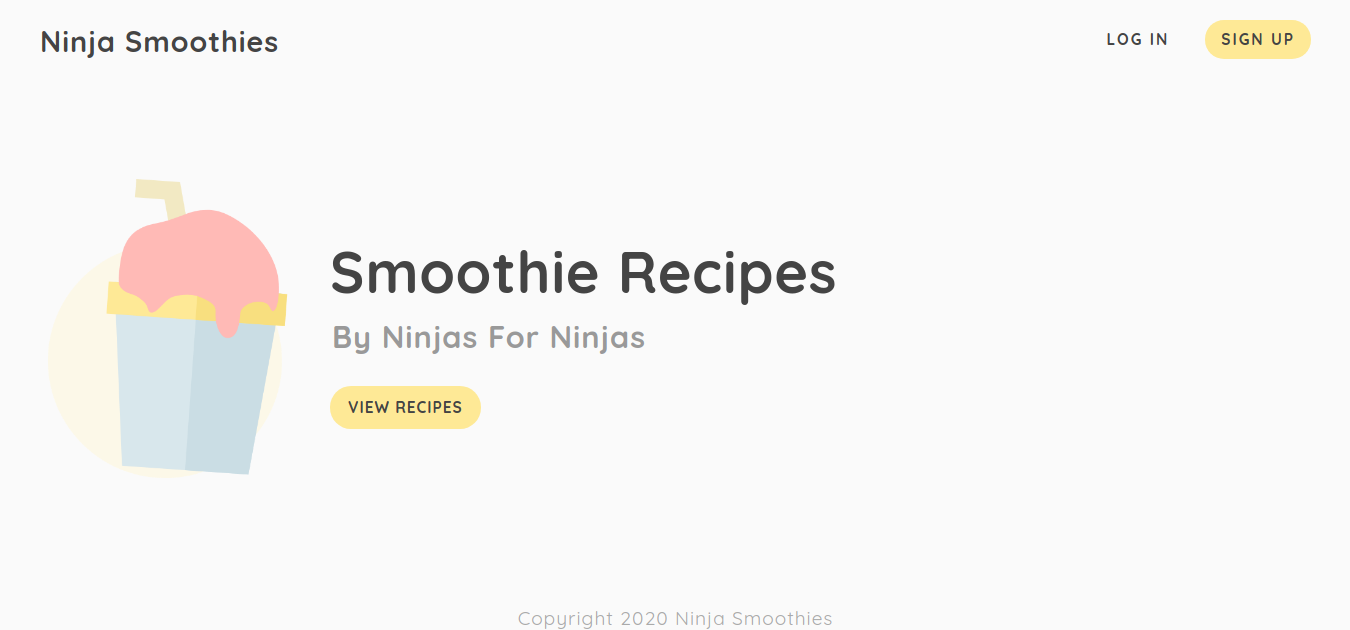 Ninja Smoothies
LOG IN
SIGN UP
Smoothie Recipes
By Ninjas For Ninjas
VIEW RECIPES
Copyright 2020 Ninja Smoothies